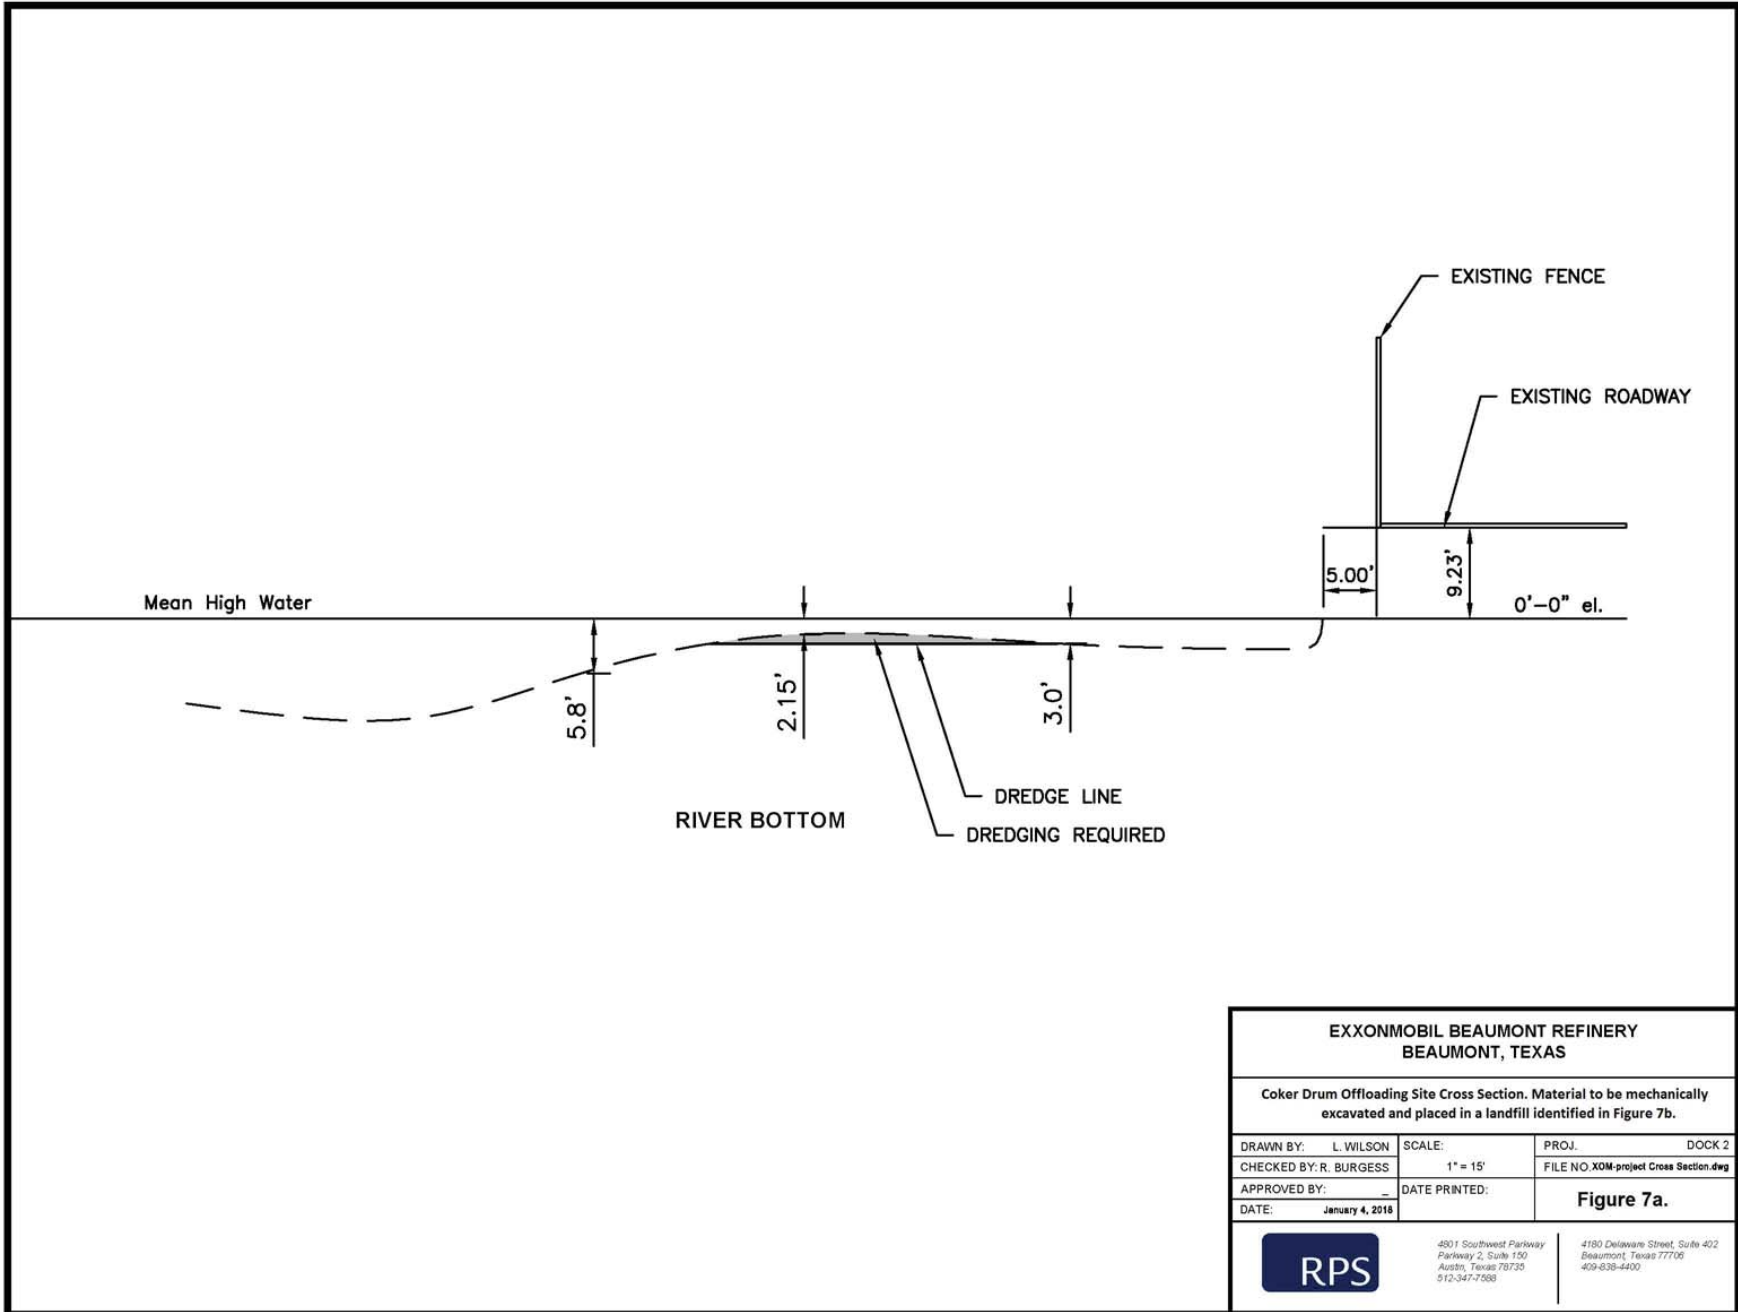 EXISTING FENCE
EXISTING ROADWAY
5.00'
9.23'
Mean High Water
0'-0" el.
5.8'
2.15'
3.0'
DREDGE LINE
RIVER BOTTOM
DREDGING REQUIRED
EXXONMOBIL BEAUMONT REFINERY
BEAUMONT, TEXAS
Coker Drum Offloading Site Cross Section. Material to be mechanically
excavated and placed in a landfill identified in Figure 7b.
DRAWN BY: L. WILSON
SCALE:
PROJ. DOCK 2
CHECKED BY: R. BURGESS
1" = 15'
FILE NO. XOM-project Cross Section.dwg
APPROVED BY: _
DATE PRINTED:
Figure 7a.
DATE: January 4, 2018
RPS
4801 Southwest Parkway
Parkway 2, Suite 150
Austin, Texas 78735
512-347-7588
4180 Delaware Street, Suite 402
Beaumont, Texas 77706
409-838-4400